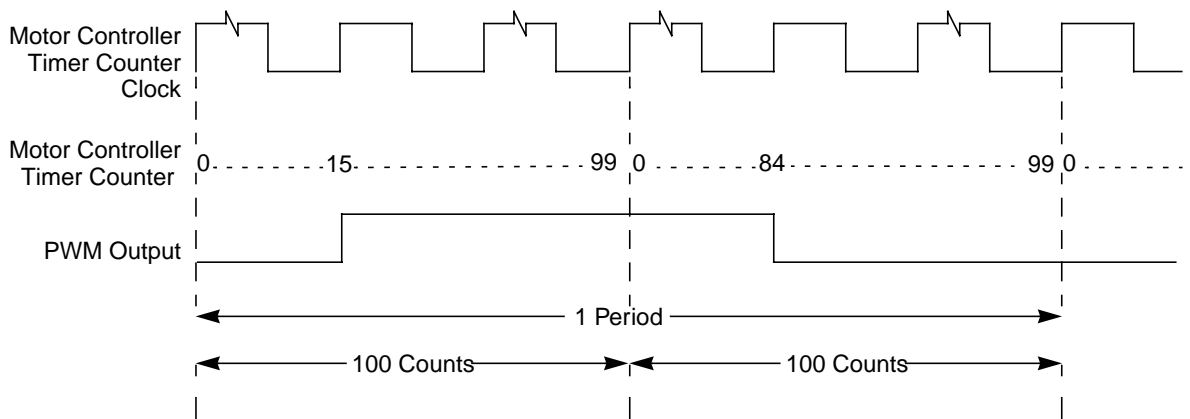 Motor Controller
Timer Counter
Clock
Motor Controller
Timer Counter
0 15 99 0 84 99 0
PWM Output
1 Period
100 Counts 100 Counts